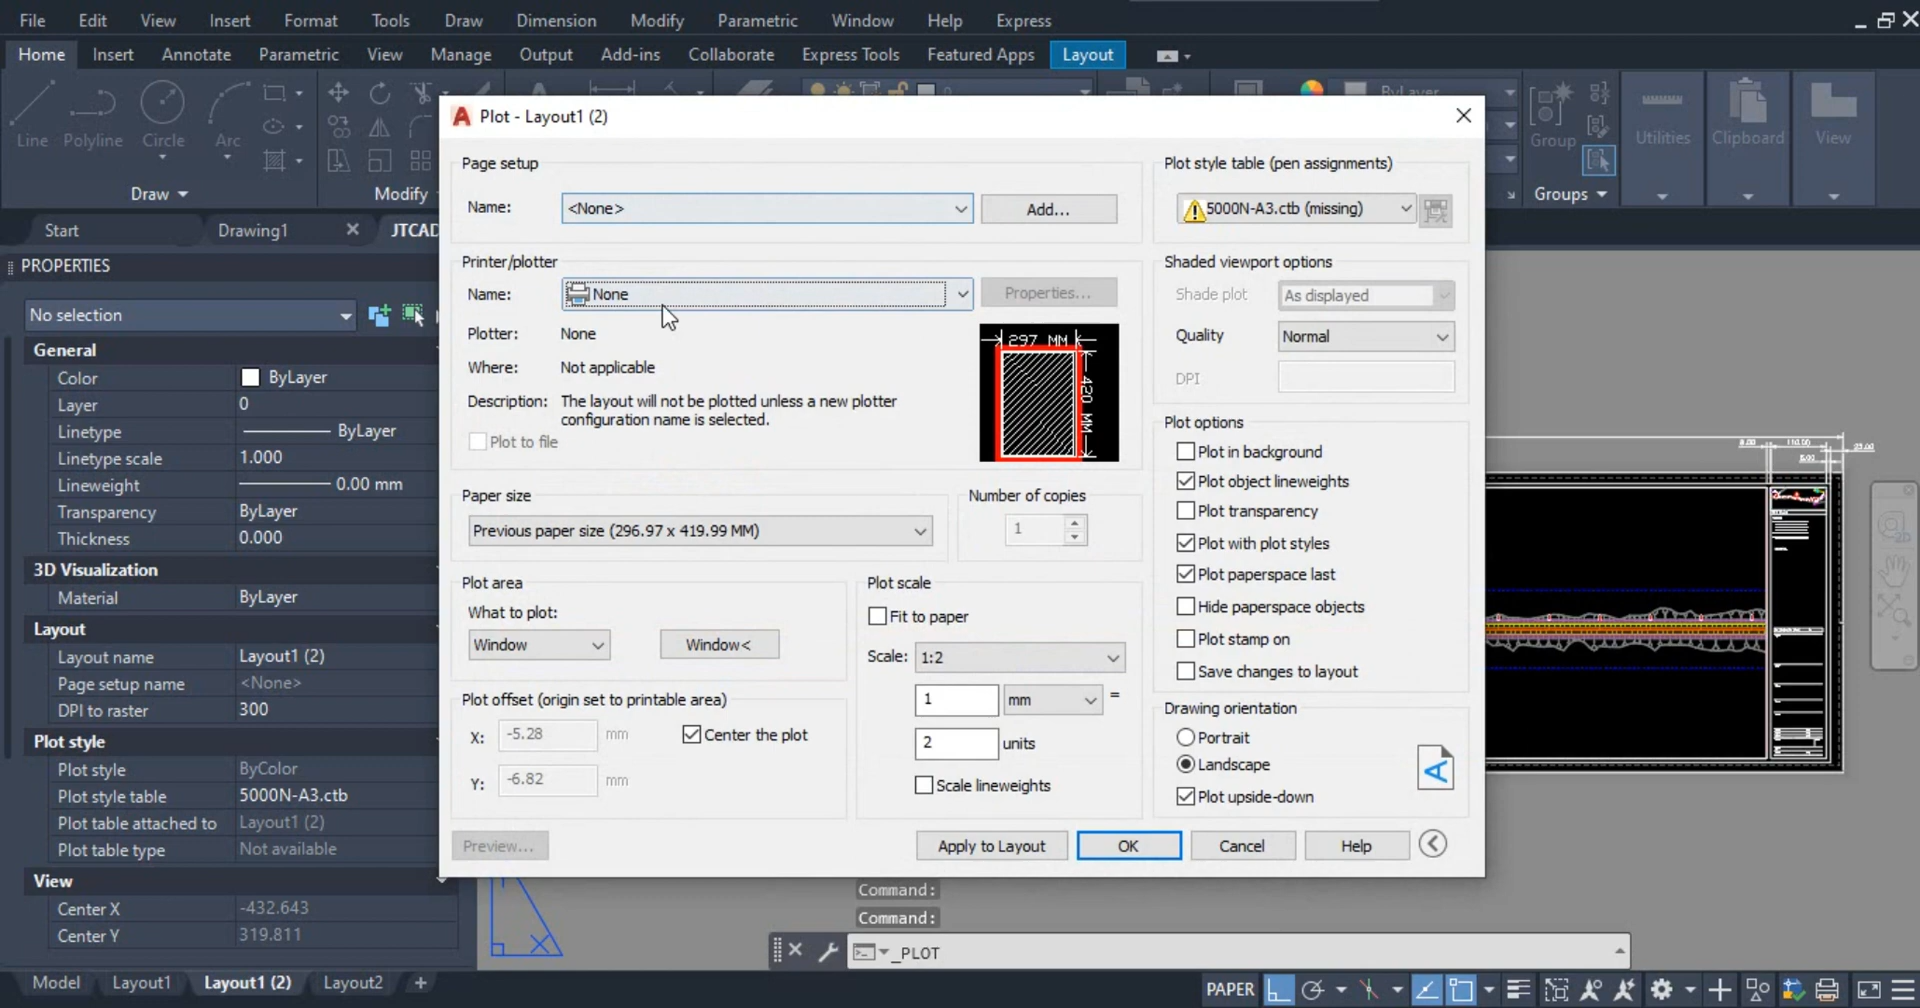 File Edit View Insert Format Tools Draw Dimension Modify Parametric Window Help Express
Home Insert Annotate Parametric View Manage Output Add-ins Collaborate Express Tools Featured Apps Layout
Line Polyline Circle Arc
ByLayer
Group Utilities Clipboard View
Draw Modify Groups
Start Drawing1 JTCAD
PROPERTIES
No selection
General
Color ByLayer
Layer 0
Linetype ByLayer
Linetype scale 1.000
Lineweight 0.00 mm
Transparency ByLayer
Thickness 0.000
3D Visualization
Material ByLayer
Layout
Layout name Layout1 (2)
Page setup name <None>
DPI to raster 300
Plot style
Plot style ByColor
Plot style table 5000N-A3.ctb
Plot table attached to Layout1 (2)
Plot table type Not available
View
Center X -432.643
Center Y 319.811
Plot - Layout1 (2)
Page setup
Name: <None> Add...
Printer/plotter
Name: None Properties...
Plotter: None
Where: Not applicable
Description: The layout will not be plotted unless a new plotter
configuration name is selected.
Plot to file
297 MM
420 MM
Paper size
Previous paper size (296.97 x 419.99 MM)
Number of copies
1
Plot area
What to plot:
Window Window<
Plot offset (origin set to printable area)
X: -5.28 mm Center the plot
Y: -6.82 mm
Plot scale
Fit to paper
Scale: 1:2
1 mm =
2 units
Scale lineweights
Plot style table (pen assignments)
5000N-A3.ctb (missing)
Shaded viewport options
Shade plot As displayed
Quality Normal
DPI
Plot options
Plot in background
Plot object lineweights
Plot transparency
Plot with plot styles
Plot paperspace last
Hide paperspace objects
Plot stamp on
Save changes to layout
Drawing orientation
Portrait
Landscape
Plot upside-down
A
Preview... Apply to Layout OK Cancel Help
Command:
Command:
_PLOT
Model Layout1 Layout1 (2) Layout2 +
PAPER